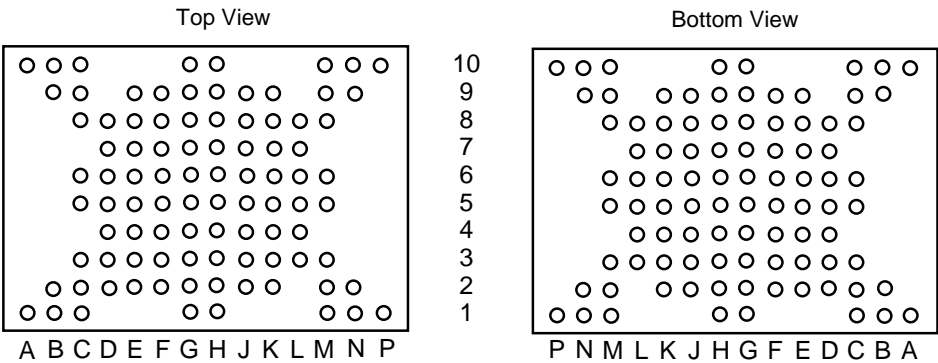 Top View
Bottom View
10
9
8
7
6
5
4
3
2
1
A B C D E F G H J K L M N P
P N M L K J H G F E D C B A